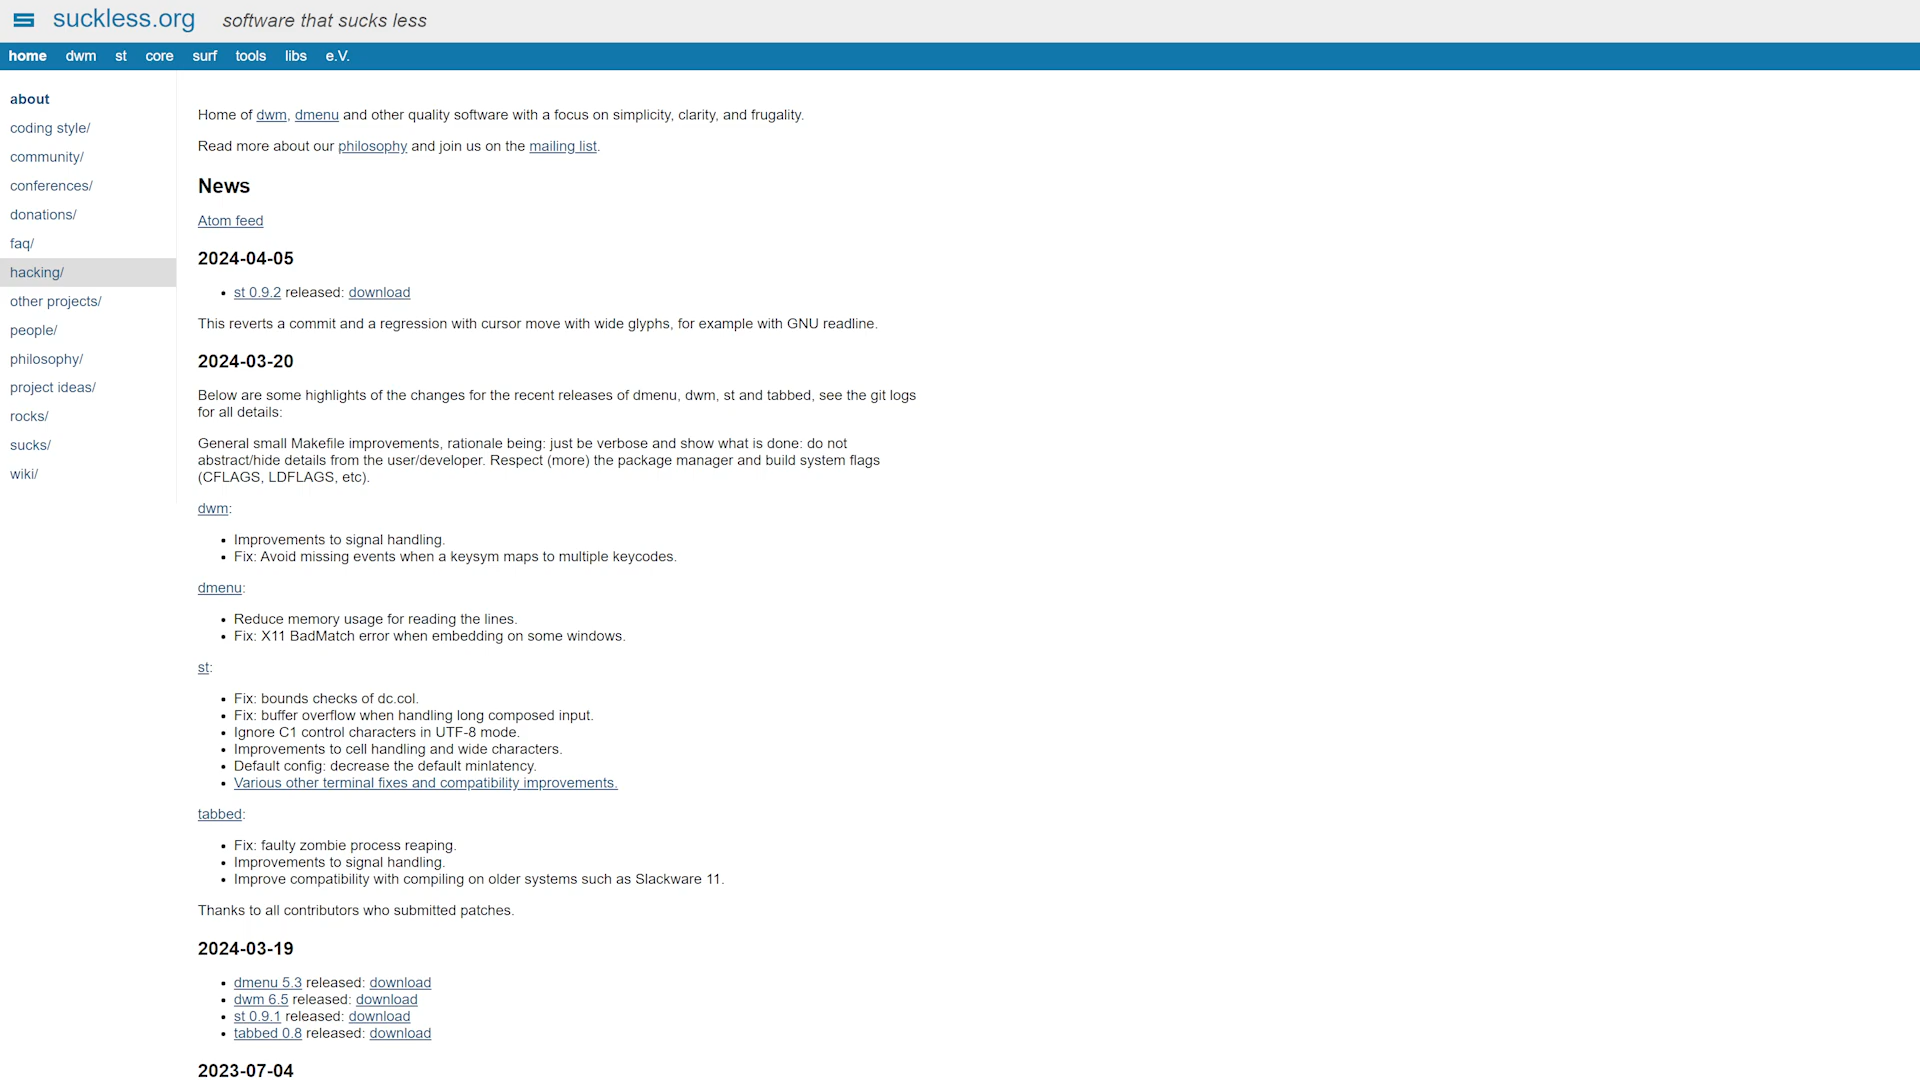 suckless.org software that sucks less
home dwm st core surf tools libs e.V.
about
coding style/
community/
conferences/
donations/
faq/
hacking/
other projects/
people/
philosophy/
project ideas/
rocks/
sucks/
wiki/
Home of dwm, dmenu and other quality software with a focus on simplicity, clarity, and frugality.
Read more about our philosophy and join us on the mailing list.
News
Atom feed
2024-04-05
• st 0.9.2 released: download
This reverts a commit and a regression with cursor move with wide glyphs, for example with GNU readline.
2024-03-20
Below are some highlights of the changes for the recent releases of dmenu, dwm, st and tabbed, see the git logs
for all details:
General small Makefile improvements, rationale being: just be verbose and show what is done: do not
abstract/hide details from the user/developer. Respect (more) the package manager and build system flags
(CFLAGS, LDFLAGS, etc).
dwm:
• Improvements to signal handling.
• Fix: Avoid missing events when a keysym maps to multiple keycodes.
dmenu:
• Reduce memory usage for reading the lines.
• Fix: X11 BadMatch error when embedding on some windows.
st:
• Fix: bounds checks of dc.col.
• Fix: buffer overflow when handling long composed input.
• Ignore C1 control characters in UTF-8 mode.
• Improvements to cell handling and wide characters.
• Default config: decrease the default minlatency.
• Various other terminal fixes and compatibility improvements.
tabbed:
• Fix: faulty zombie process reaping.
• Improvements to signal handling.
• Improve compatibility with compiling on older systems such as Slackware 11.
Thanks to all contributors who submitted patches.
2024-03-19
• dmenu 5.3 released: download
• dwm 6.5 released: download
• st 0.9.1 released: download
• tabbed 0.8 released: download
2023-07-04